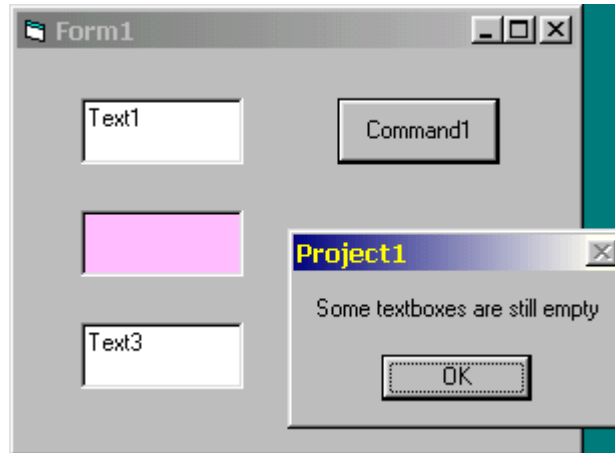 Form1
Text1
Command1
Project1
Some textboxes are still empty
Text3
OK